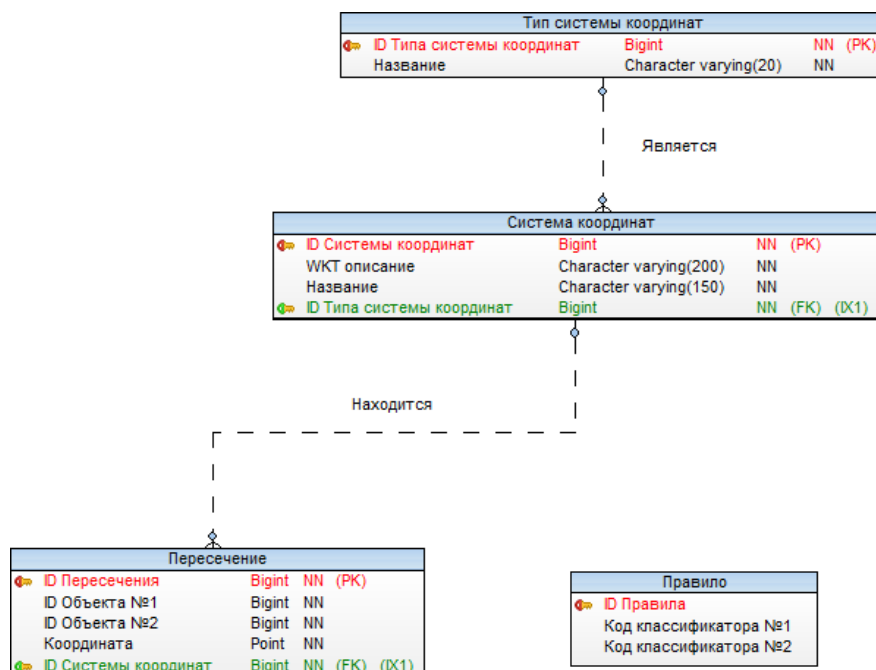 Тип системы координат
ID Типа системы координат Bigint NN (PK)
Название Character varying(20) NN
Является
Система координат
ID Системы координат Bigint NN (PK)
WKT описание Character varying(200) NN
Название Character varying(150) NN
ID Типа системы координат Bigint NN (FK) (IX1)
Находится
Пересечение
ID Пересечения Bigint NN (PK)
ID Объекта №1 Bigint NN
ID Объекта №2 Bigint NN
Координата Point NN
ID Системы координат Bigint NN (FK) (IX1)
Правило
ID Правила
Код классификатора №1
Код классификатора №2